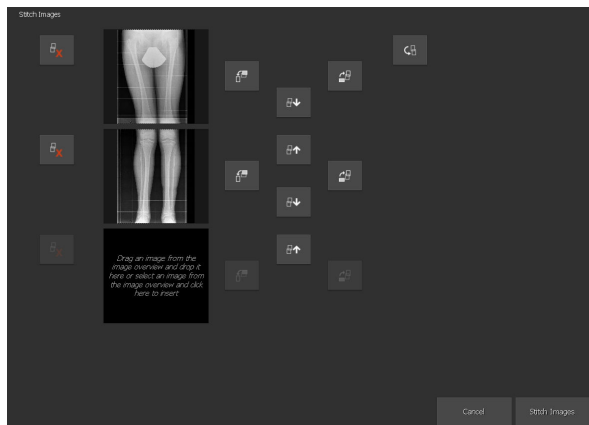 Stitch Images
Drag an image from the
image overview and drop it
here or select an image from
the image overview and click
here to insert
Cancel
Stitch Images